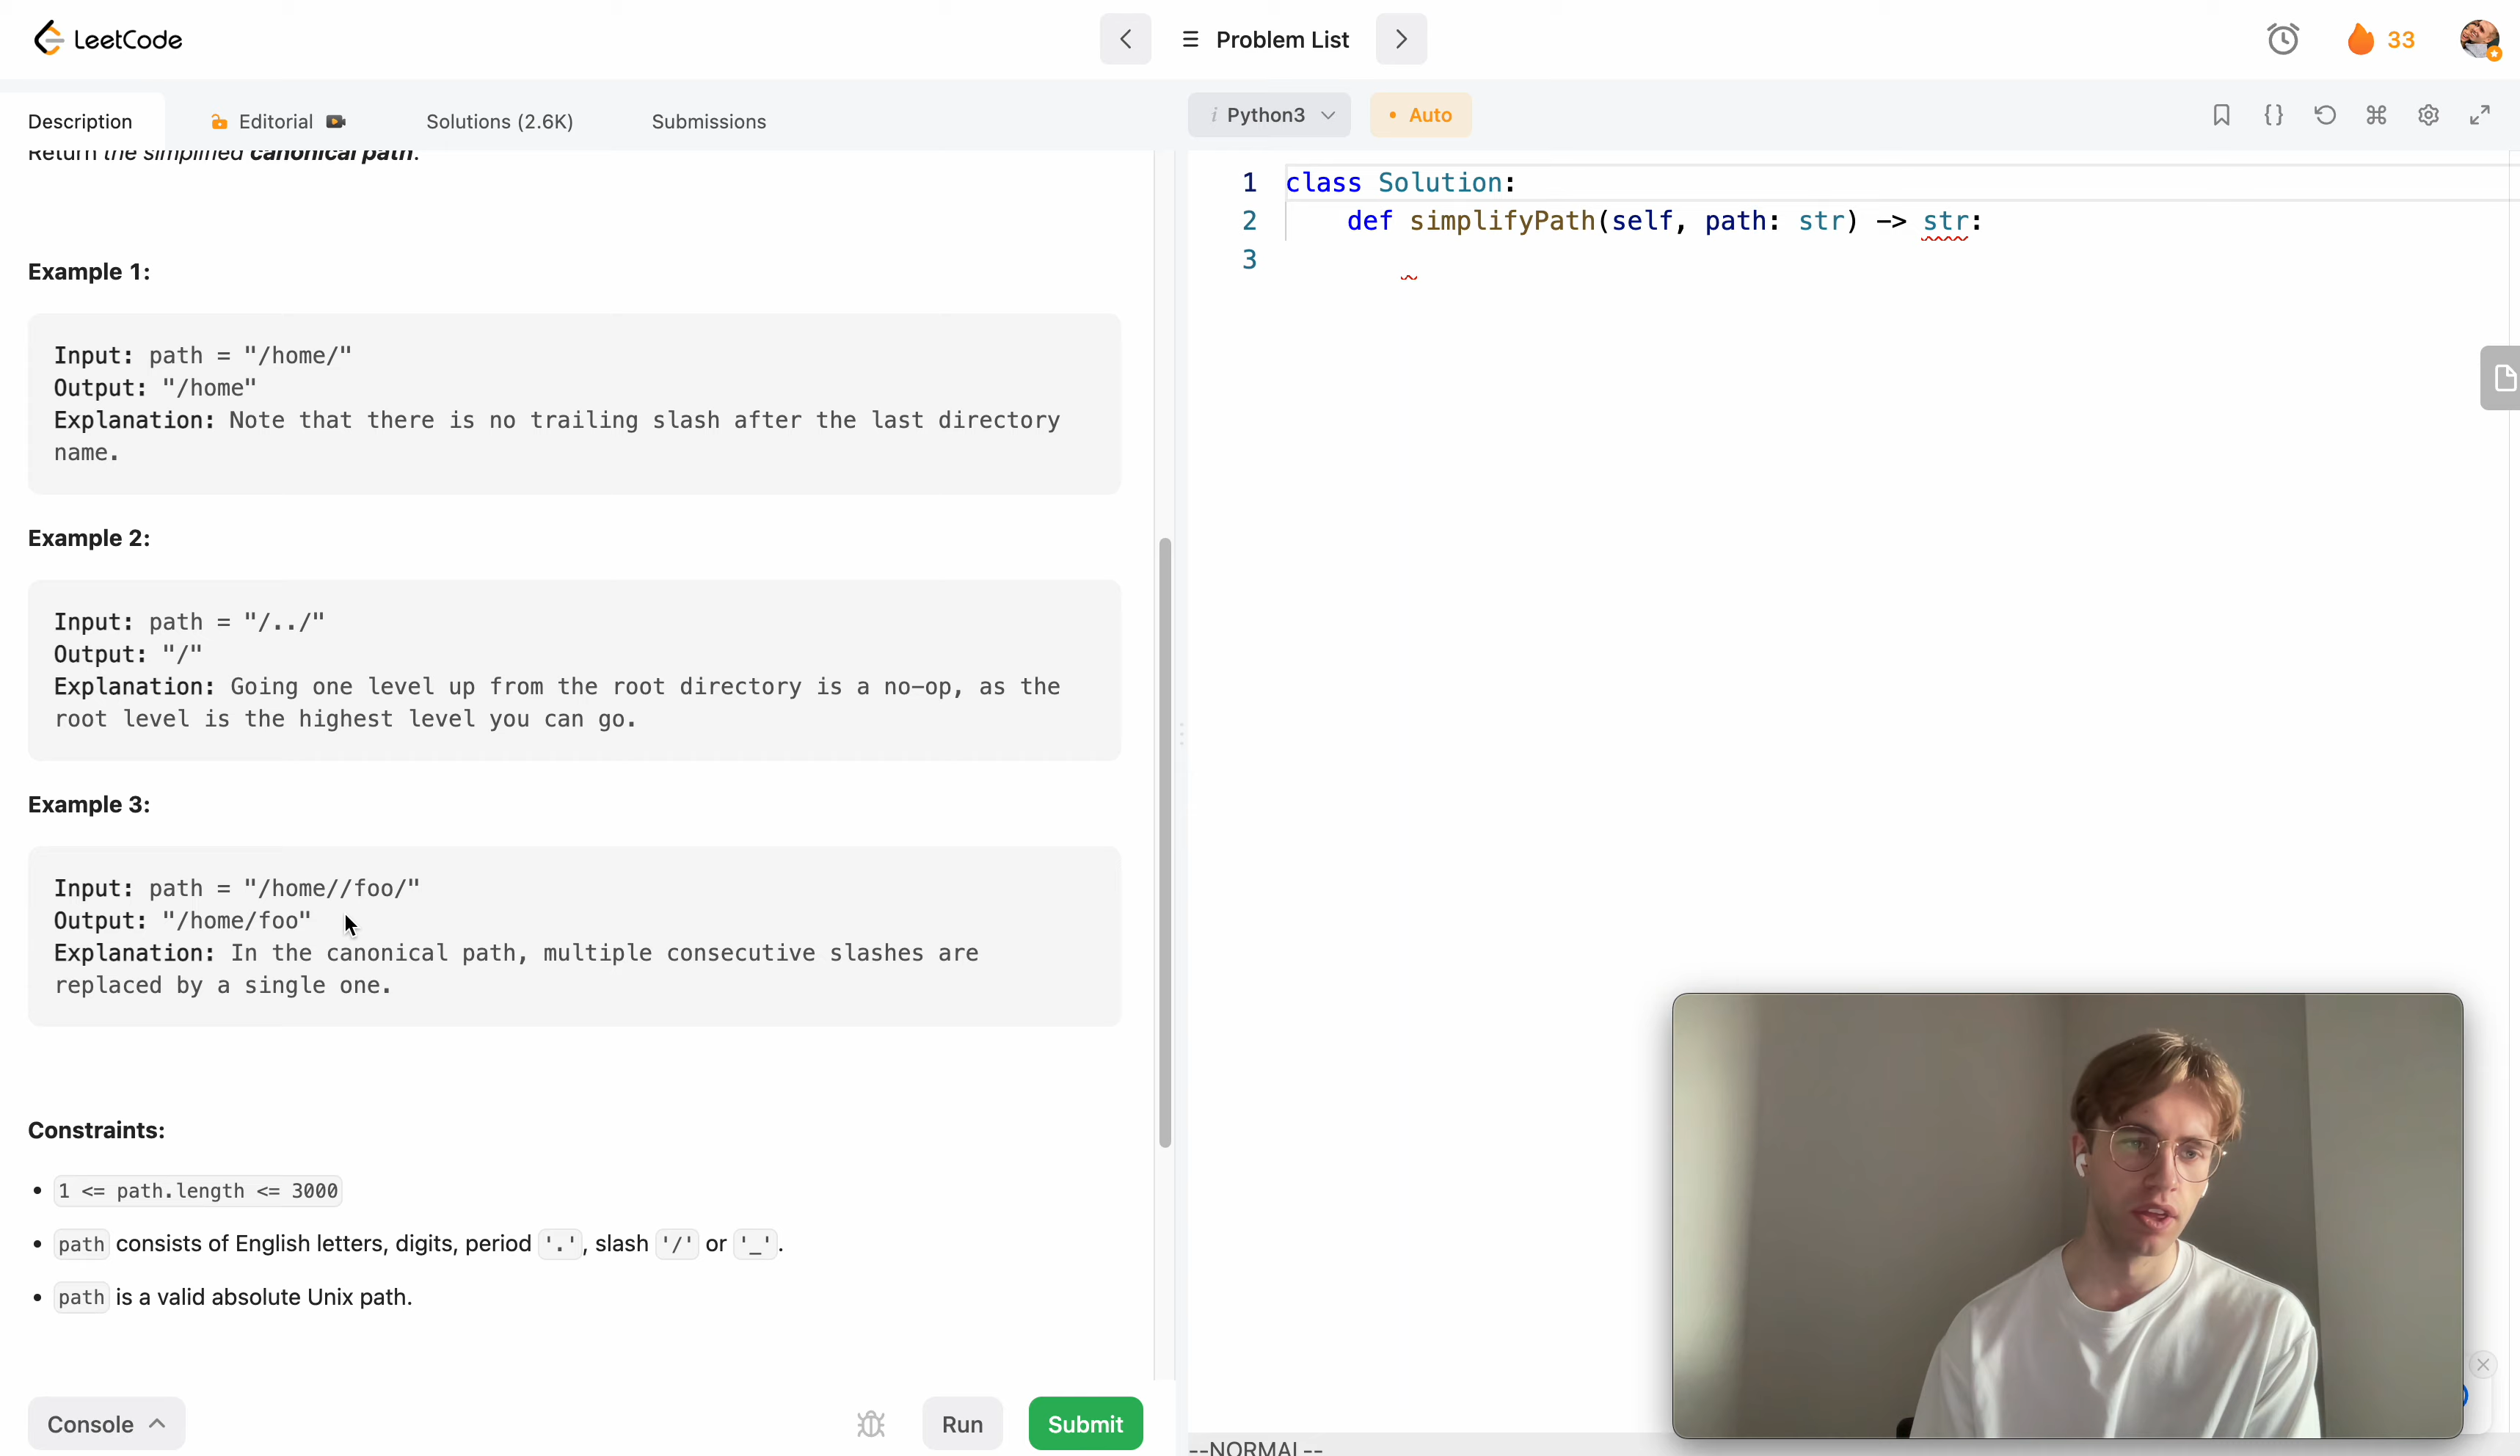 LeetCode
Problem List
33
Description
Editorial
Solutions (2.6K)
Submissions
Return the simplified canonical path.
Example 1:
Input: path = "/home/"
Output: "/home"
Explanation: Note that there is no trailing slash after the last directory
name.
Example 2:
Input: path = "/../"
Output: "/"
Explanation: Going one level up from the root directory is a no-op, as the
root level is the highest level you can go.
Example 3:
Input: path = "/home//foo/"
Output: "/home/foo"
Explanation: In the canonical path, multiple consecutive slashes are
replaced by a single one.
Constraints:
• 1 <= path.length <= 3000
• path consists of English letters, digits, period '.', slash '/' or '_'.
• path is a valid absolute Unix path.
Console
Run
Submit
i Python3
• Auto
{}
1 class Solution:
2 def simplifyPath(self, path: str) -> str:
3
--NORMAL--